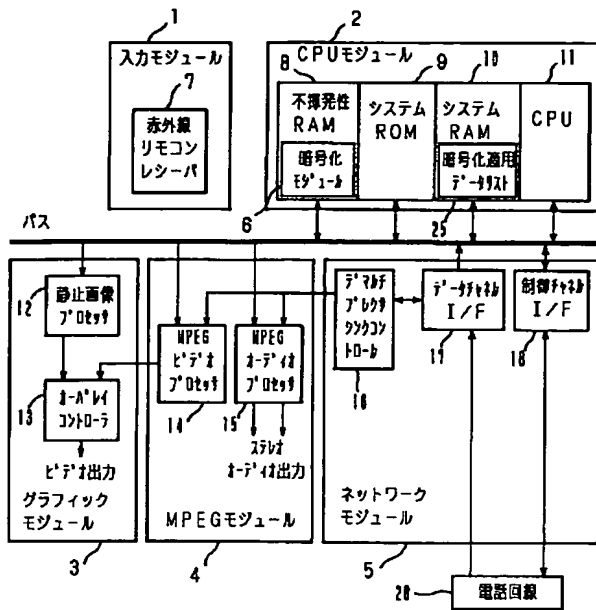 1
入力モジュール
7
赤外線
リモコン
レシーバ
2
CPUモジュール
8
9
10
11
不揮発性
RAM
暗号化
モジュール
6
システム
ROM
システム
RAM
暗号化適用
データリスト
25
CPU
バス
12
静止画像
プロセッサ
13
オーバレイ
コントローラ
ビデオ出力
グラフィック
モジュール
3
MPEG
ビデオ
プロセッサ
14
MPEG
オーディオ
プロセッサ
15
ステレオ
オーディオ出力
MPEGモジュール
4
デマルチ
プレクサ
シンクコン
トロール
16
データチャネル
I/F
17
制御チャネル
I/F
18
ネットワーク
モジュール
5
20
電話回線